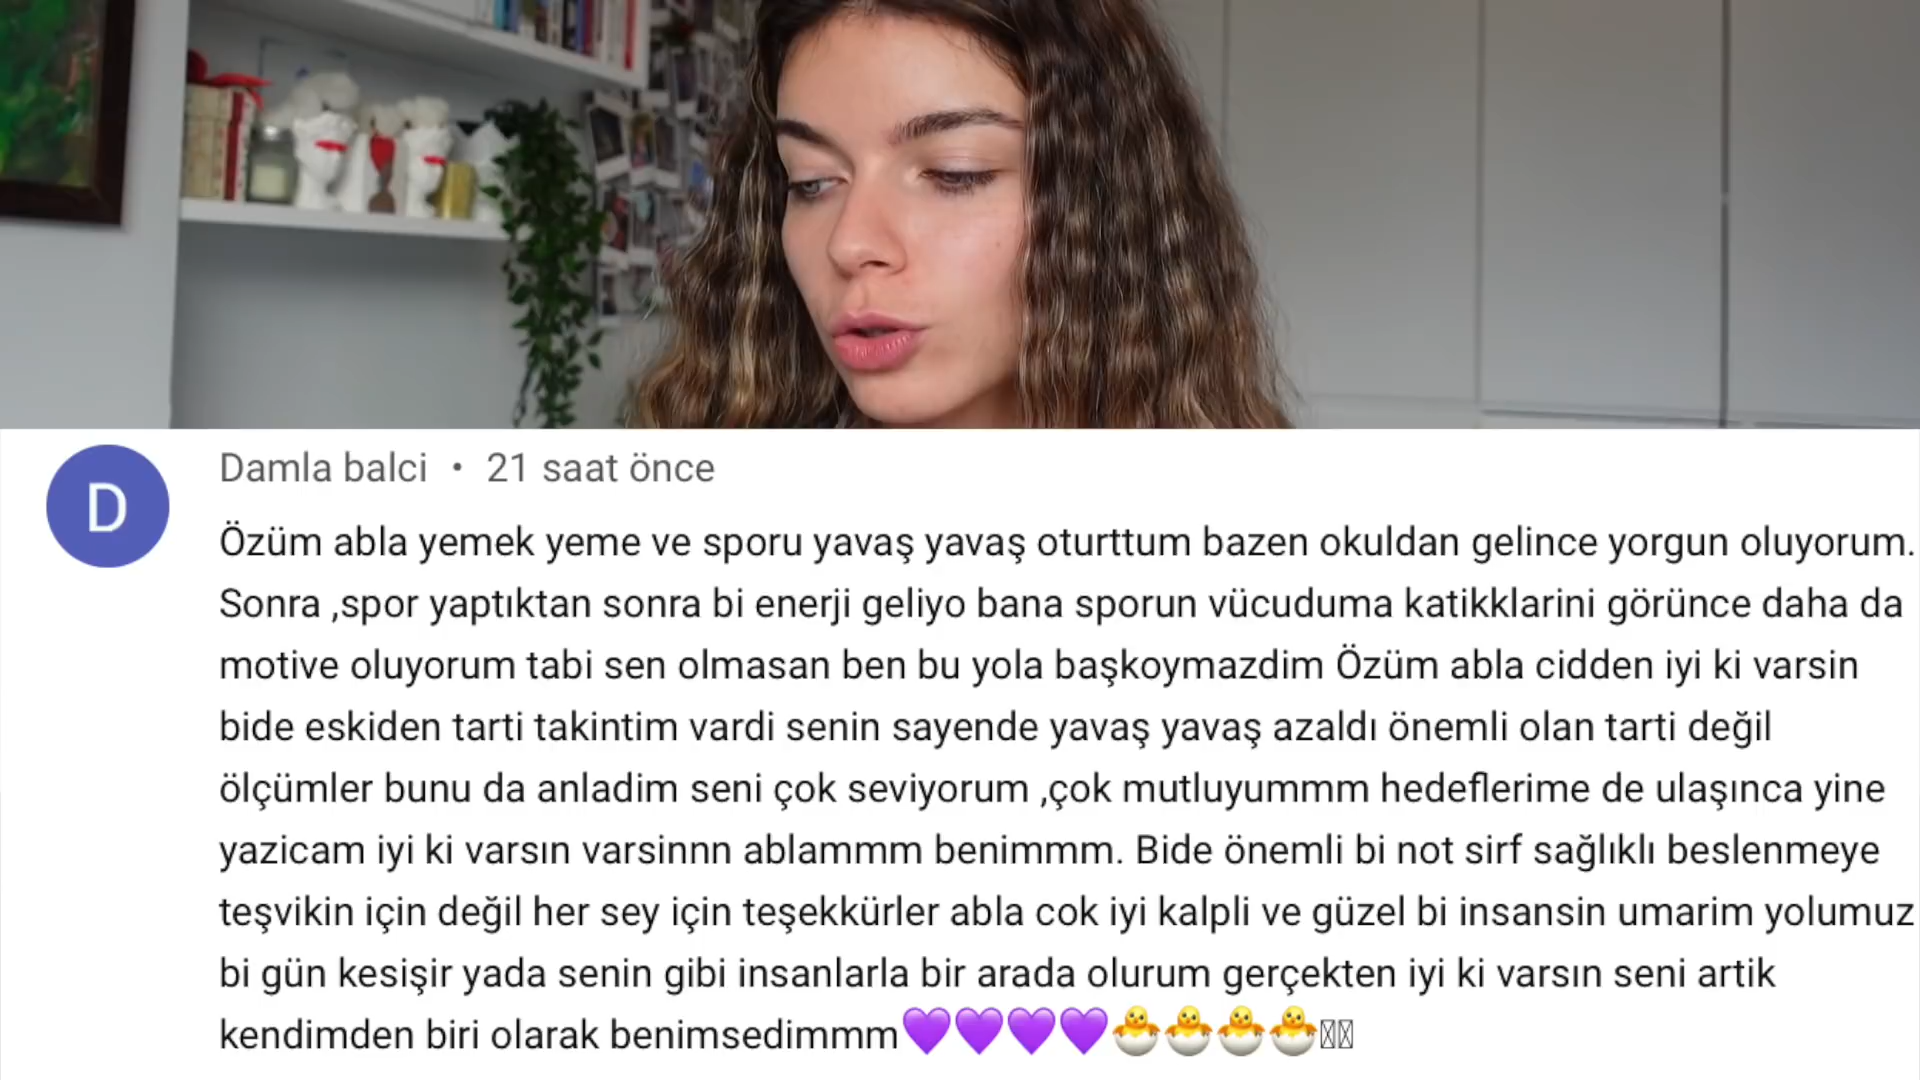 D
Damla balci • 21 saat önce
Özüm abla yemek yeme ve sporu yavaş yavaş oturttum bazen okuldan gelince yorgun oluyorum.
Sonra ,spor yaptıktan sonra bi enerji geliyo bana sporun vücuduma katikklarini görünce daha da
motive oluyorum tabi sen olmasan ben bu yola başkoymazdim Özüm abla cidden iyi ki varsin
bide eskiden tarti takintim vardi senin sayende yavaş yavaş azaldı önemli olan tarti değil
ölçümler bunu da anladim seni çok seviyorum ,çok mutluyummm hedeflerime de ulaşınca yine
yazicam iyi ki varsın varsinnn ablammm benimmm. Bide önemli bi not sirf sağlıklı beslenmeye
teşvikin için değil her sey için teşekkürler abla cok iyi kalpli ve güzel bi insansin umarim yolumuz
bi gün kesişir yada senin gibi insanlarla bir arada olurum gerçekten iyi ki varsın seni artik
kendimden biri olarak benimsedimmm💜💜💜💜🐣🐣🐣🐣